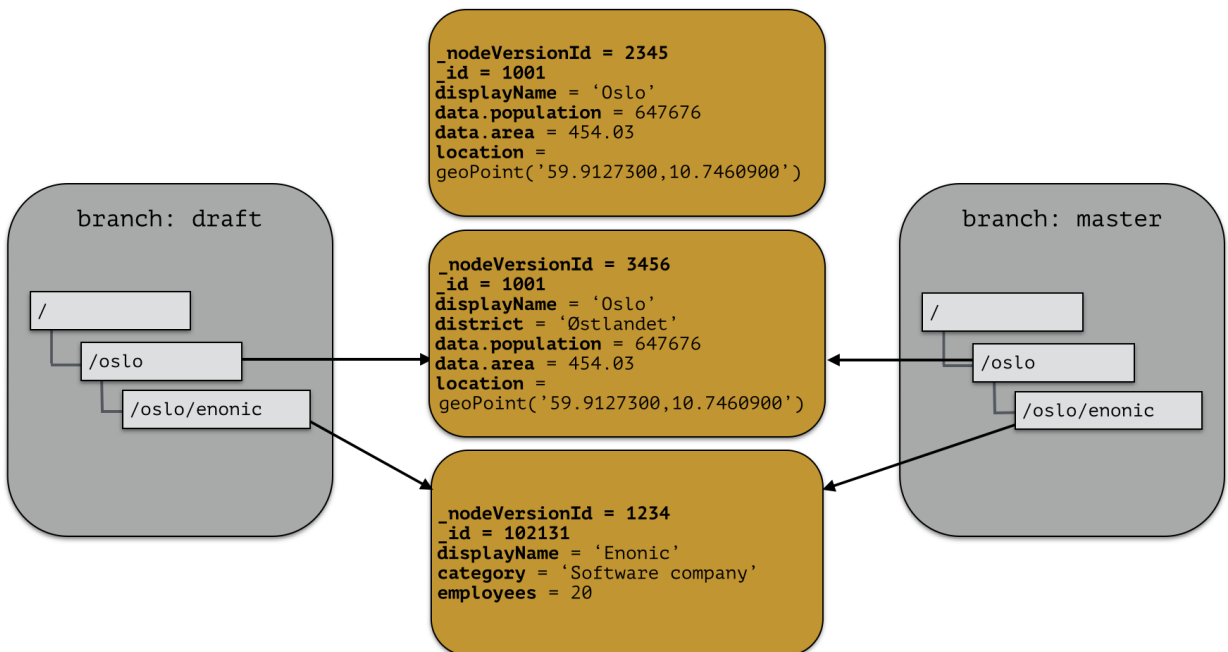 _nodeVersionId = 2345
_id = 1001
displayName = ‘Oslo’
data.population = 647676
data.area = 454.03
location =
geoPoint(’59.9127300,10.7460900’)
branch: draft
/
/oslo
/oslo/enonic
_nodeVersionId = 3456
_id = 1001
displayName = ‘Oslo’
district = ‘Østlandet’
data.population = 647676
data.area = 454.03
location =
geoPoint(’59.9127300,10.7460900’)
branch: master
/
/oslo
/oslo/enonic
_nodeVersionId = 1234
_id = 102131
displayName = ‘Enonic’
category = ‘Software company’
employees = 20